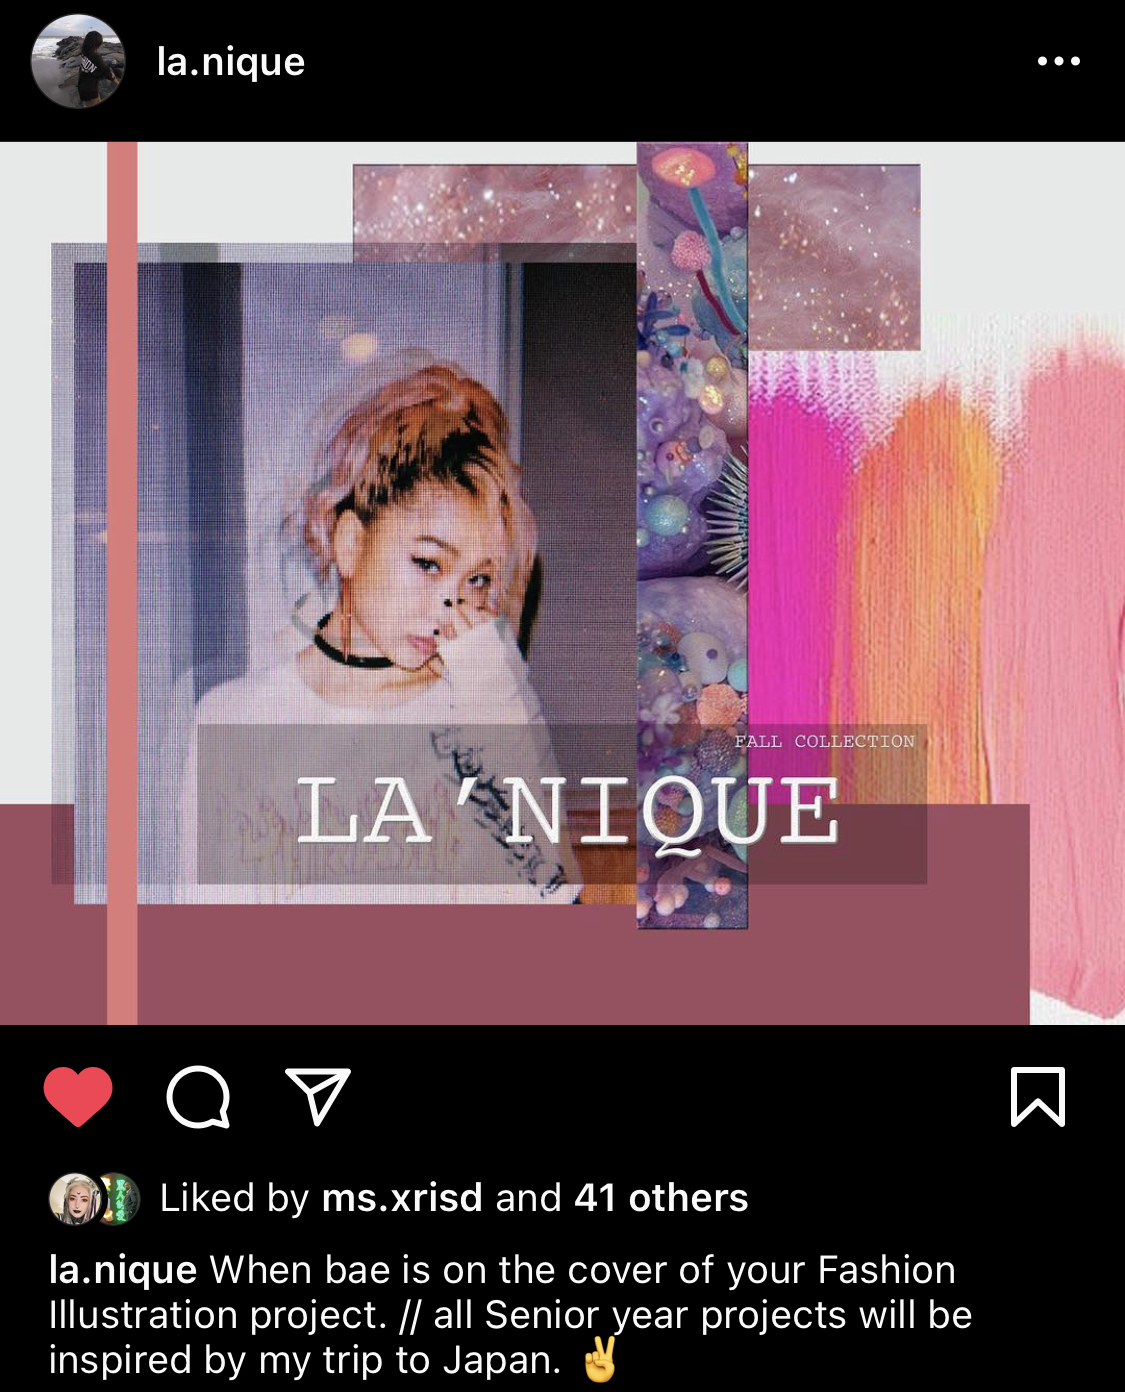 la.nique
FALL COLLECTION
LA'NIQUE
Liked by ms.xrisd and 41 others
la.nique When bae is on the cover of your Fashion
Illustration project. // all Senior year projects will be
inspired by my trip to Japan. ✌️